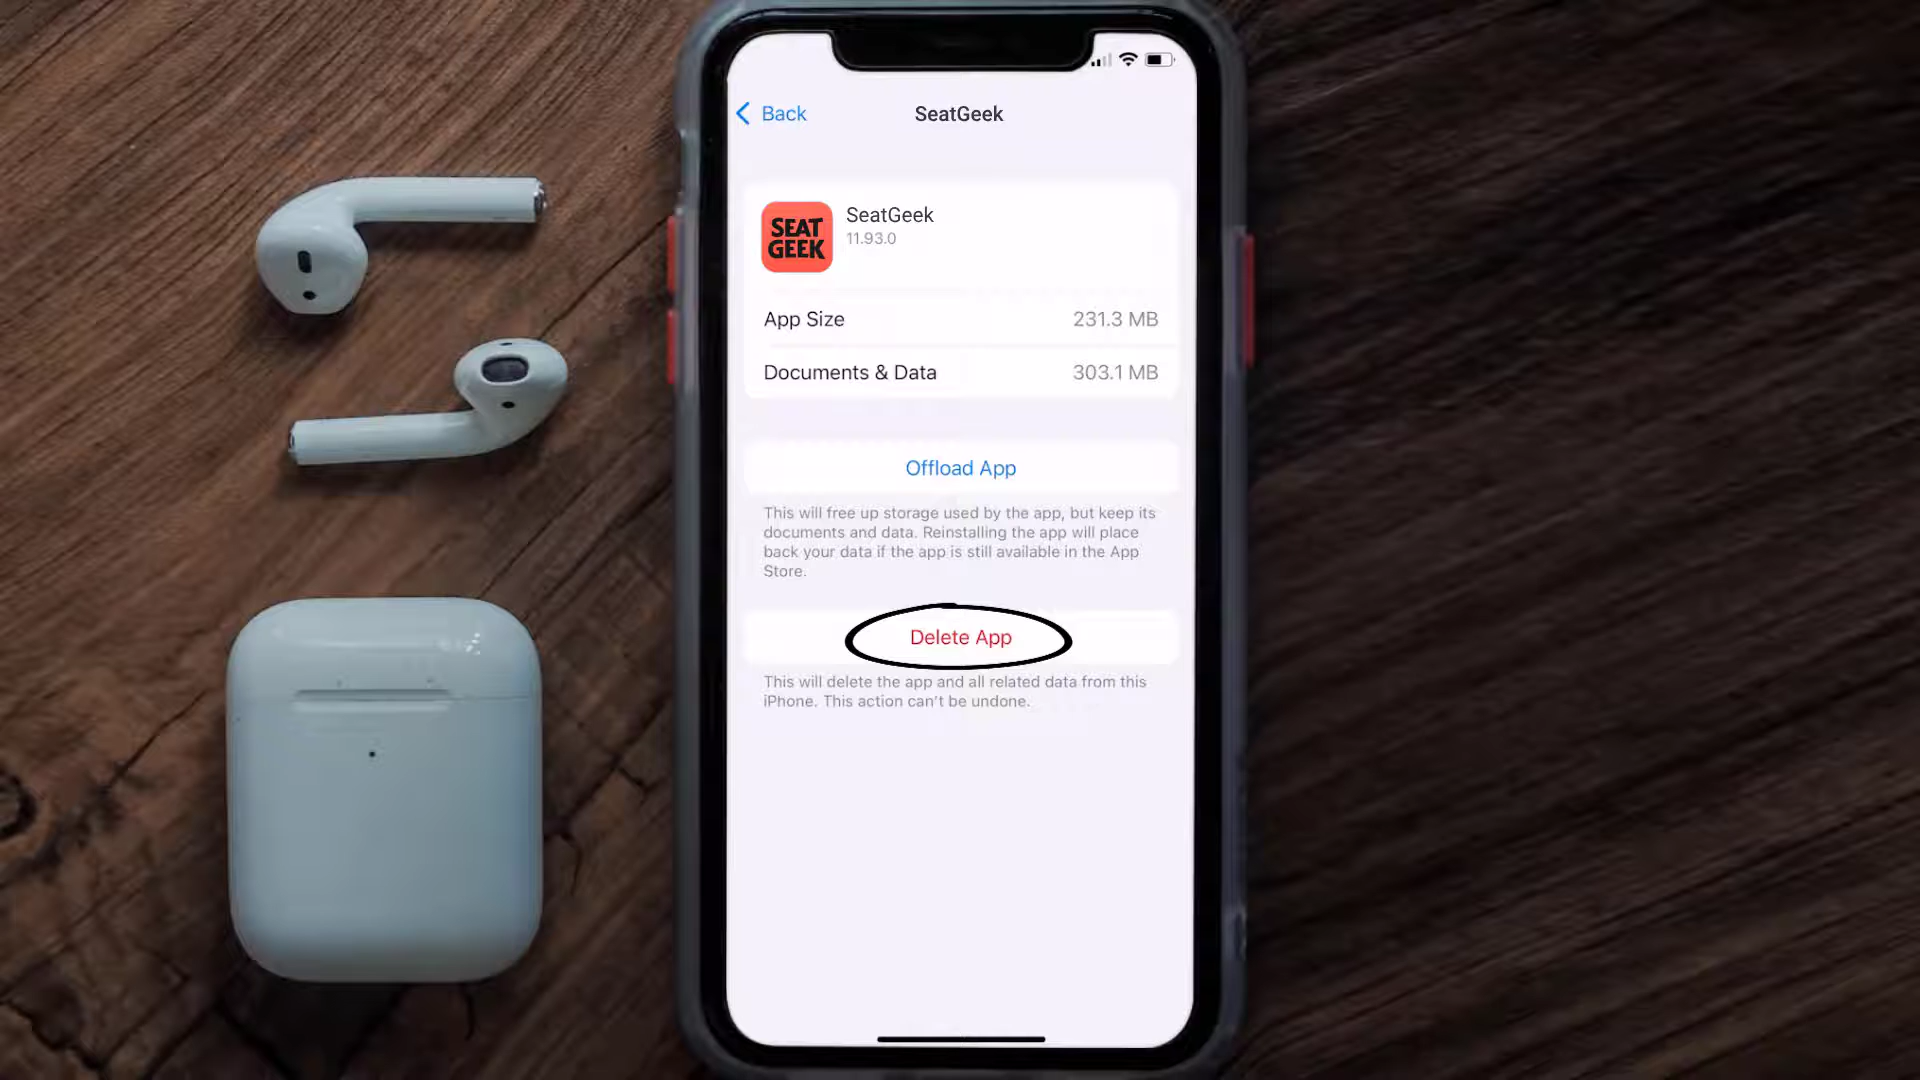 Back
SeatGeek
SEAT
GEEK
SeatGeek
11.93.0
App Size
231.3 MB
Documents & Data
303.1 MB
Offload App
This will free up storage used by the app, but keep its
documents and data. Reinstalling the app will place
back your data if the app is still available in the App
Store.
Delete App
This will delete the app and all related data from this
iPhone. This action can't be undone.